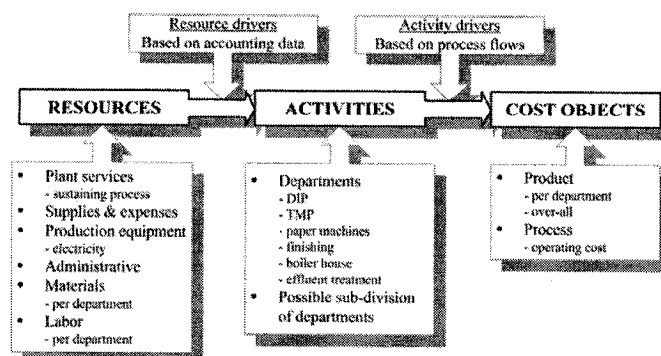 Resource drivers
Based on accounting data
Activity drivers
Based on process flows
RESOURCES
ACTIVITIES
COST OBJECTS
• Plant services
- sustaining process
• Supplies & expenses
• Production equipment
- electricity
• Administrative
• Materials
- per department
• Labor
- per department
• Departments
- DIP
- TMP
- paper machines
- finishing
- boiler house
- effluent treatment
• Possible sub-division
of departments
• Product
- per department
- over-all
• Process
- operating cost